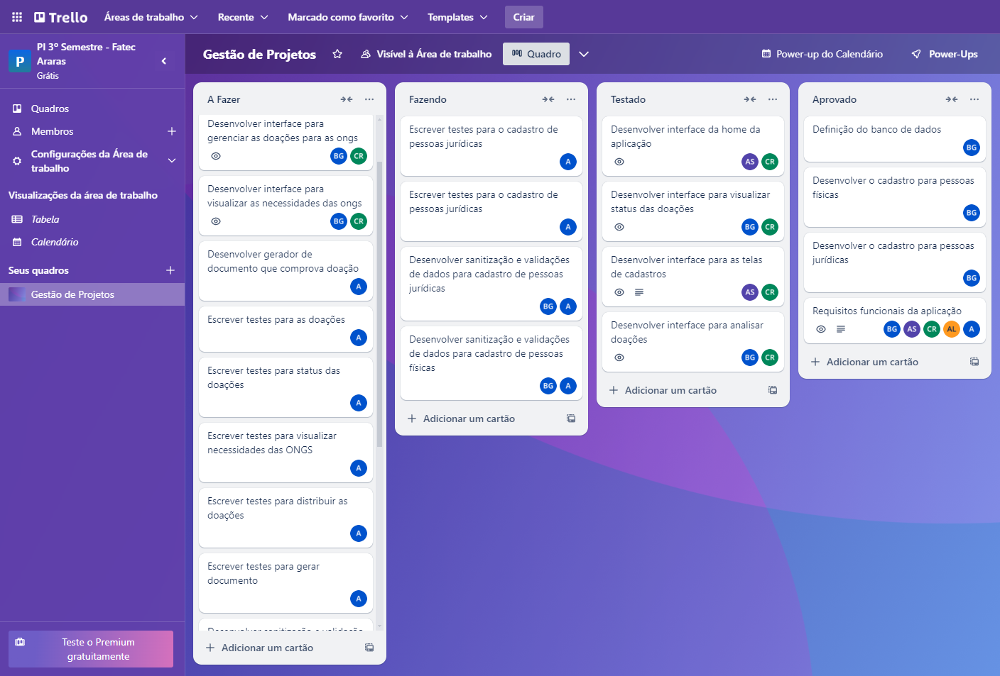 Trello
Áreas de trabalho
Recente
Marcado como favorito
Templates
Criar
P
PI 3º Semestre - Fatec
Araras
Grátis
Quadros
Membros
Configurações da Área de
trabalho
Visualizações da área de trabalho
Tabela
Calendário
Seus quadros
Gestão de Projetos
Teste o Premium
gratuitamente
Gestão de Projetos
Visível à Área de trabalho
Quadro
Power-up do Calendário
Power-Ups
A Fazer
Desenvolver interface para
gerenciar as doações para as ongs
BG CR
Desenvolver interface para
visualizar as necessidades das ongs
BG CR
Desenvolver gerador de
documento que comprova doação
A
Escrever testes para as doações
A
Escrever testes para status das
doações
A
Escrever testes para visualizar
necessidades das ONGS
A
Escrever testes para distribuir as
doações
A
Escrever testes para gerar
documento
A
Desenvolver sanitização e validação
Adicionar um cartão
Fazendo
Escrever testes para o cadastro de
pessoas jurídicas
A
Escrever testes para o cadastro de
pessoas jurídicas
A
Desenvolver sanitização e validações
de dados para cadastro de pessoas
jurídicas
BG A
Desenvolver sanitização e validações
de dados para cadastro de pessoas
físicas
BG A
Adicionar um cartão
Testado
Desenvolver interface da home da
aplicação
AS CR
Desenvolver interface para visualizar
status das doações
BG CR
Desenvolver interface para as telas
de cadastros
AS CR
Desenvolver interface para analisar
doações
BG CR
Adicionar um cartão
Aprovado
Definição do banco de dados
BG
Desenvolver o cadastro para pessoas
físicas
BG
Desenvolver o cadastro para pessoas
jurídicas
BG
Requisitos funcionais da aplicação
BG AS CR AL A
Adicionar um cartão